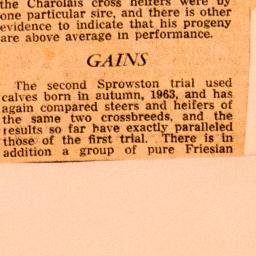 the Charolais cross heifers were by
one particular sire, and there is other
evidence to indicate that his progeny
are above average in performance.
GAINS
The second Sprowston trial used
calves born in autumn, 1963, and has
again compared steers and heifers of
the same two crossbreeds, and the
results so far have exactly paralleled
those of the first trial. There is in
addition a group of pure Friesian